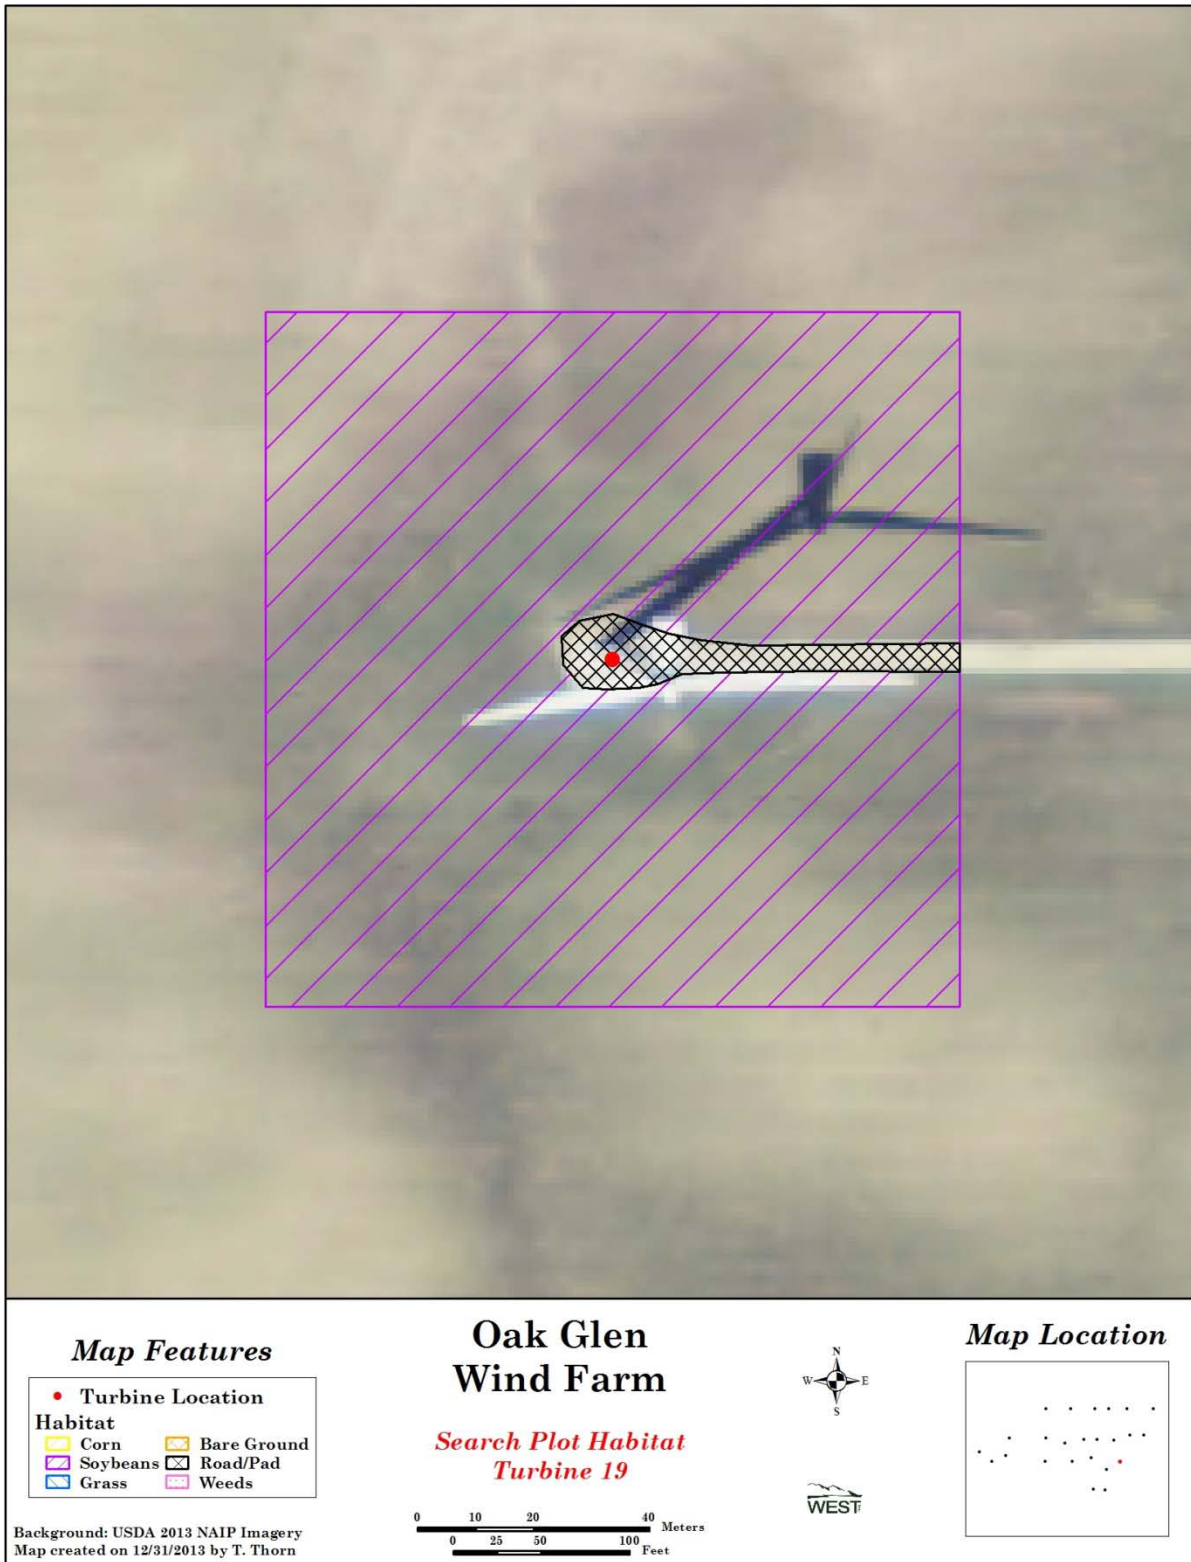 Map Features
Turbine Location
Habitat
Corn
Bare Ground
Soybeans
Road/Pad
Grass
Weeds
Background: USDA 2013 NAIP Imagery
Map created on 12/31/2013 by T. Thorn
Oak Glen
Wind Farm
Search Plot Habitat
Turbine 19
0 10 20 40 Meters
0 25 50 100 Feet
N
W E
S
WEST
Map Location